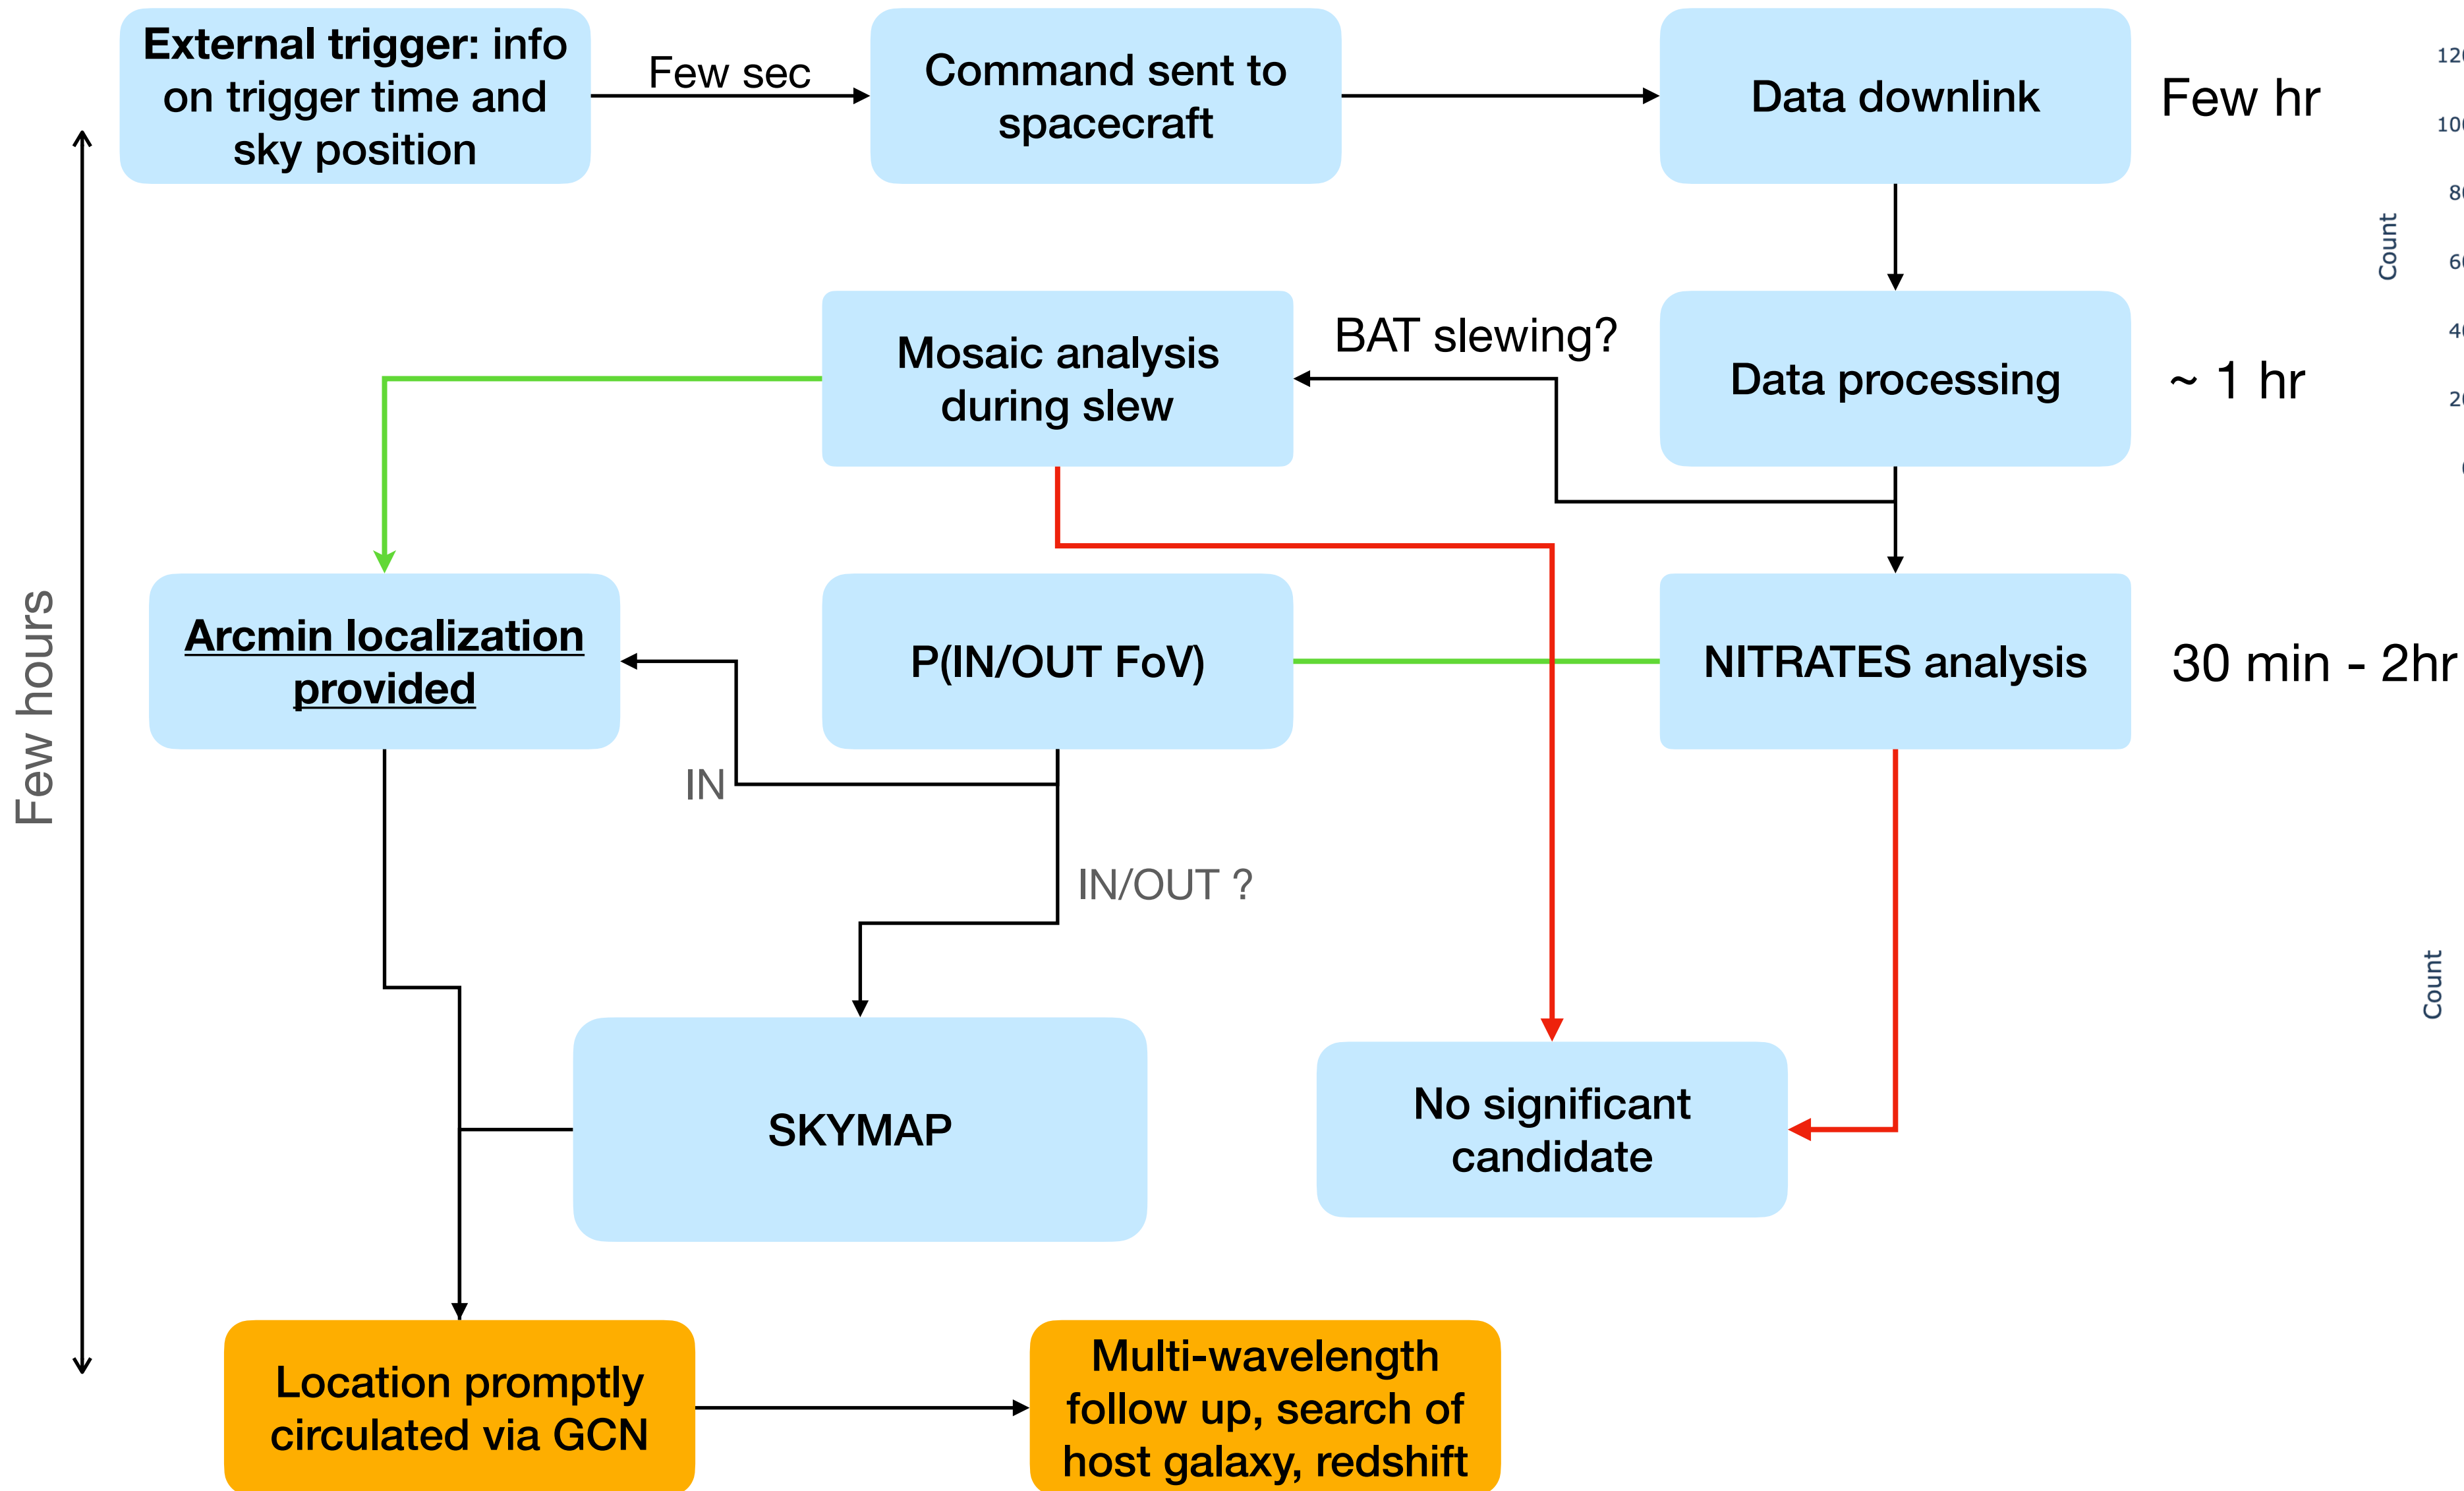 External trigger: info
on trigger time and
sky position
Few sec
Command sent to
spacecraft
Data downlink
Few hr
Mosaic analysis
during slew
BAT slewing?
Data processing
~ 1 hr
Few hours
Arcmin localization
provided
P(IN/OUT FoV)
NITRATES analysis
30 min - 2hr
IN
IN/OUT ?
SKYMAP
No significant
candidate
Location promptly
circulated via GCN
Multi-wavelength
follow up, search of
host galaxy, redshift
Count
Count